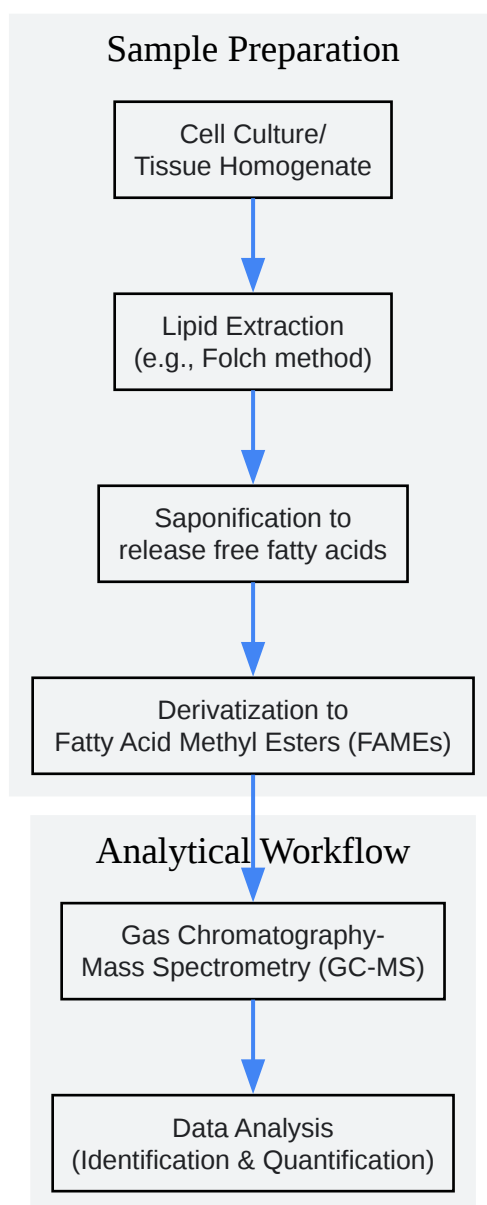 Sample Preparation
Cell Culture/
Tissue Homogenate
Lipid Extraction
(e.g., Folch method)
Saponification to
release free fatty acids
Derivatization to
Fatty Acid Methyl Esters (FAMEs)
Analytical Workflow
Gas Chromatography-
Mass Spectrometry (GC-MS)
Data Analysis
(Identification & Quantification)